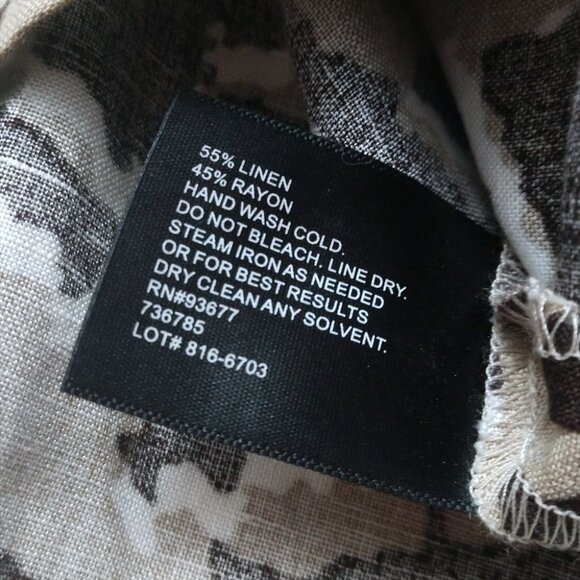 55% LINEN
45% RAYON
HAND WASH COLD.
DO NOT BLEACH, LINE DRY.
STEAM IRON AS NEEDED
OR FOR BEST RESULTS
DRY CLEAN ANY SOLVENT.
RN#93677
736785
LOT# 816-6703